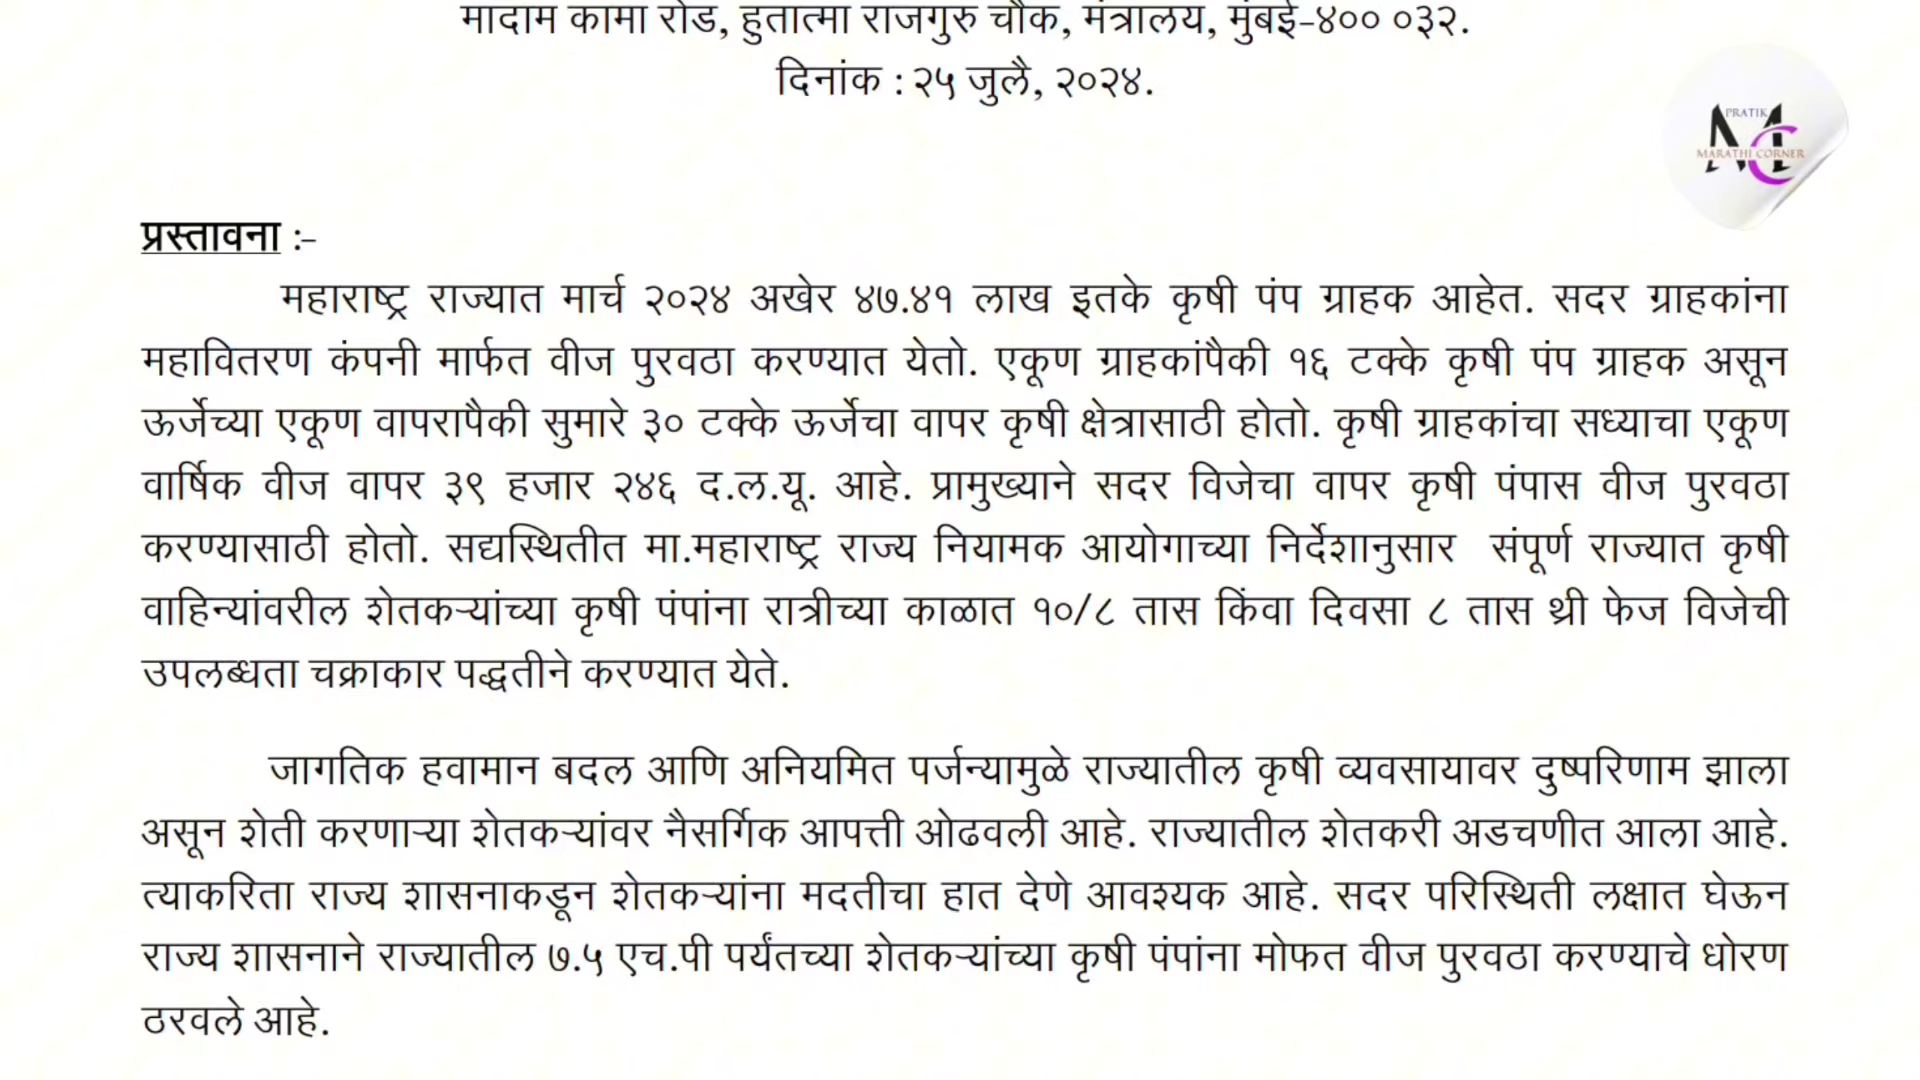 मादाम कामा रोड, हुतात्मा राजगुरु चौक, मंत्रालय, मुंबई-४०० ०३२.
दिनांक : २५ जुलै, २०२४.
PRATIK
MARATHI CORNER
प्रस्तावना :-
महाराष्ट्र राज्यात मार्च २०२४ अखेर ४७.४१ लाख इतके कृषी पंप ग्राहक आहेत. सदर ग्राहकांना
महावितरण कंपनी मार्फत वीज पुरवठा करण्यात येतो. एकूण ग्राहकांपैकी १६ टक्के कृषी पंप ग्राहक असून
ऊर्जेच्या एकूण वापरापैकी सुमारे ३० टक्के ऊर्जेचा वापर कृषी क्षेत्रासाठी होतो. कृषी ग्राहकांचा सध्याचा एकूण
वार्षिक वीज वापर ३९ हजार २४६ द.ल.यू. आहे. प्रामुख्याने सदर विजेचा वापर कृषी पंपास वीज पुरवठा
करण्यासाठी होतो. सद्यस्थितीत मा.महाराष्ट्र राज्य नियामक आयोगाच्या निर्देशानुसार संपूर्ण राज्यात कृषी
वाहिन्यांवरील शेतकऱ्यांच्या कृषी पंपांना रात्रीच्या काळात १०/८ तास किंवा दिवसा ८ तास थ्री फेज विजेची
उपलब्धता चक्राकार पद्धतीने करण्यात येते.
जागतिक हवामान बदल आणि अनियमित पर्जन्यामुळे राज्यातील कृषी व्यवसायावर दुष्परिणाम झाला
असून शेती करणाऱ्या शेतकऱ्यांवर नैसर्गिक आपत्ती ओढवली आहे. राज्यातील शेतकरी अडचणीत आला आहे.
त्याकरिता राज्य शासनाकडून शेतकऱ्यांना मदतीचा हात देणे आवश्यक आहे. सदर परिस्थिती लक्षात घेऊन
राज्य शासनाने राज्यातील ७.५ एच.पी पर्यंतच्या शेतकऱ्यांच्या कृषी पंपांना मोफत वीज पुरवठा करण्याचे धोरण
ठरवले आहे.